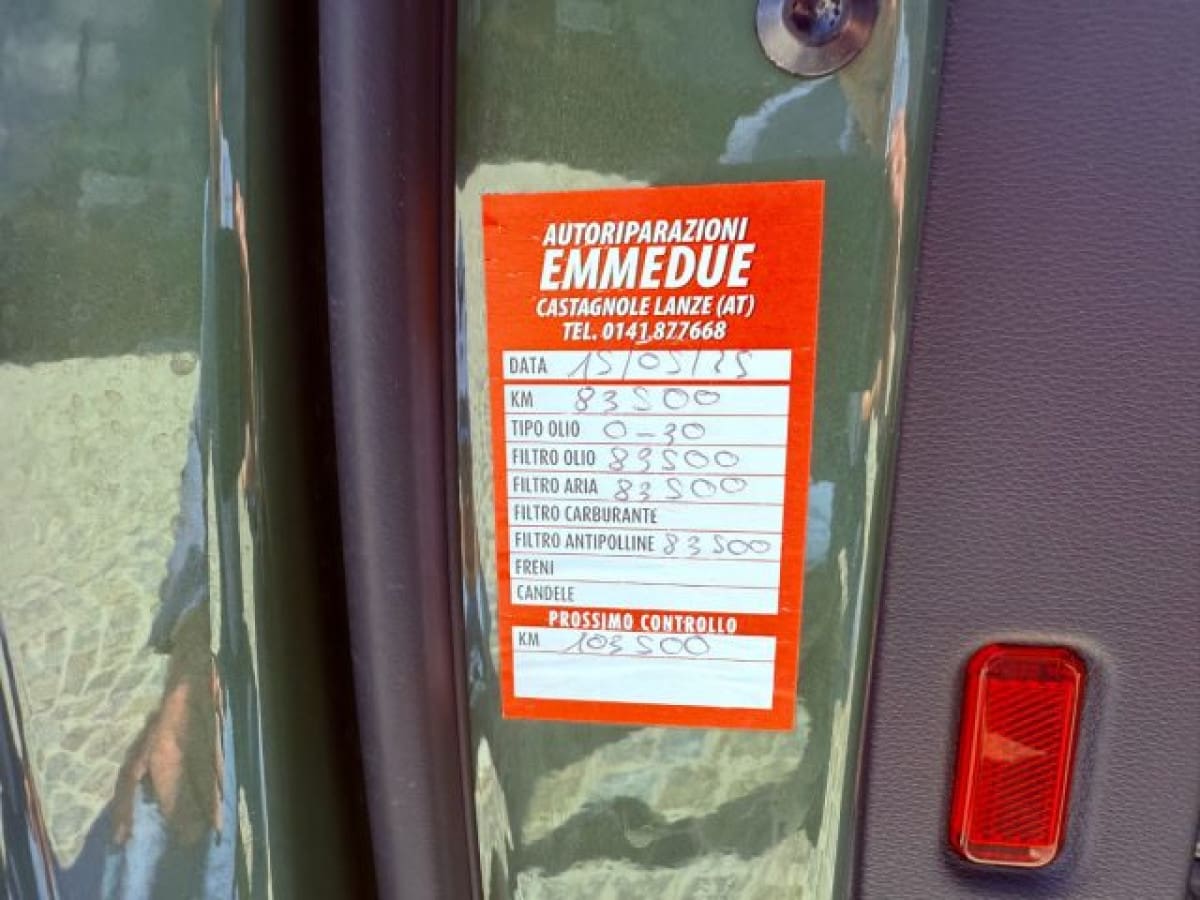 AUTORIPARAZIONI
EMMEDUE
CASTAGNOLE LANZE (AT)
TEL. 0141.877668
DATA 15/05/25
KM 83500
TIPO OLIO 0-30
FILTRO OLIO 83500
FILTRO ARIA 83500
FILTRO CARBURANTE
FILTRO ANTIPOLLINE 83500
FRENI
CANDELE
PROSSIMO CONTROLLO
KM 103500